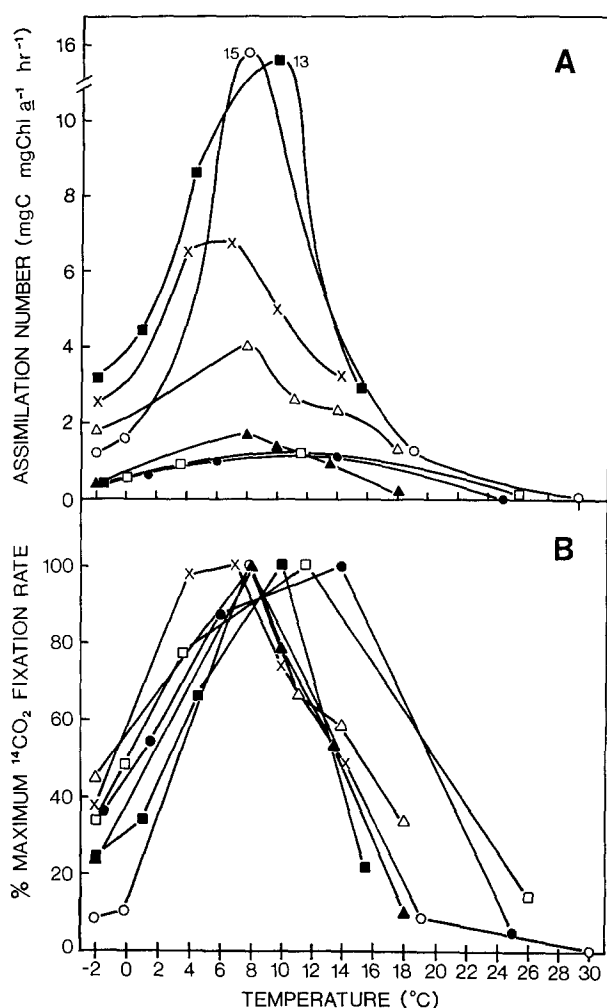 A
ASSIMILATION NUMBER (mgC mgChl a⁻¹ hr⁻¹)
16
10
8
6
4
2
0
15
13
B
% MAXIMUM ¹⁴CO₂ FIXATION RATE
100
80
60
40
20
0
-2 0 2 4 6 8 10 12 14 16 18 20 22 24 26 28 30
TEMPERATURE (°C)